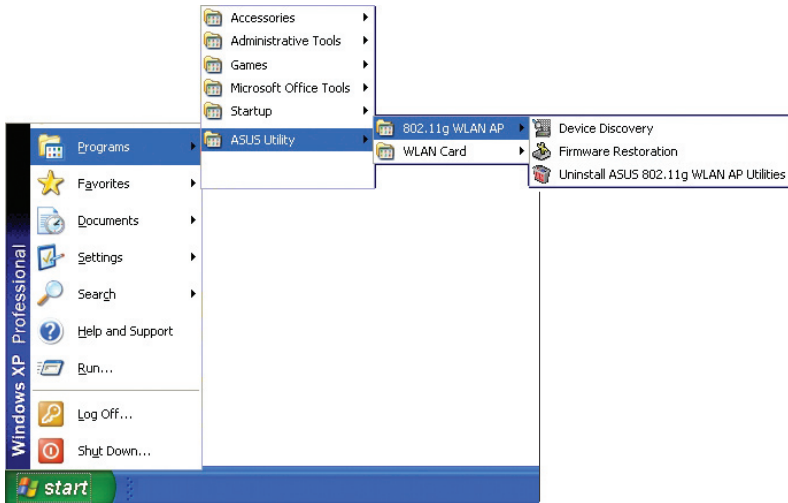 Accessories
Administrative Tools
Games
Microsoft Office Tools
Startup
ASUS Utility
802.11g WLAN AP
WLAN Card
Device Discovery
Firmware Restoration
Uninstall ASUS 802.11g WLAN AP Utilities
Programs
Favorites
Documents
Settings
Search
Help and Support
Run...
Log Off...
Shut Down...
Windows XP Professional
start